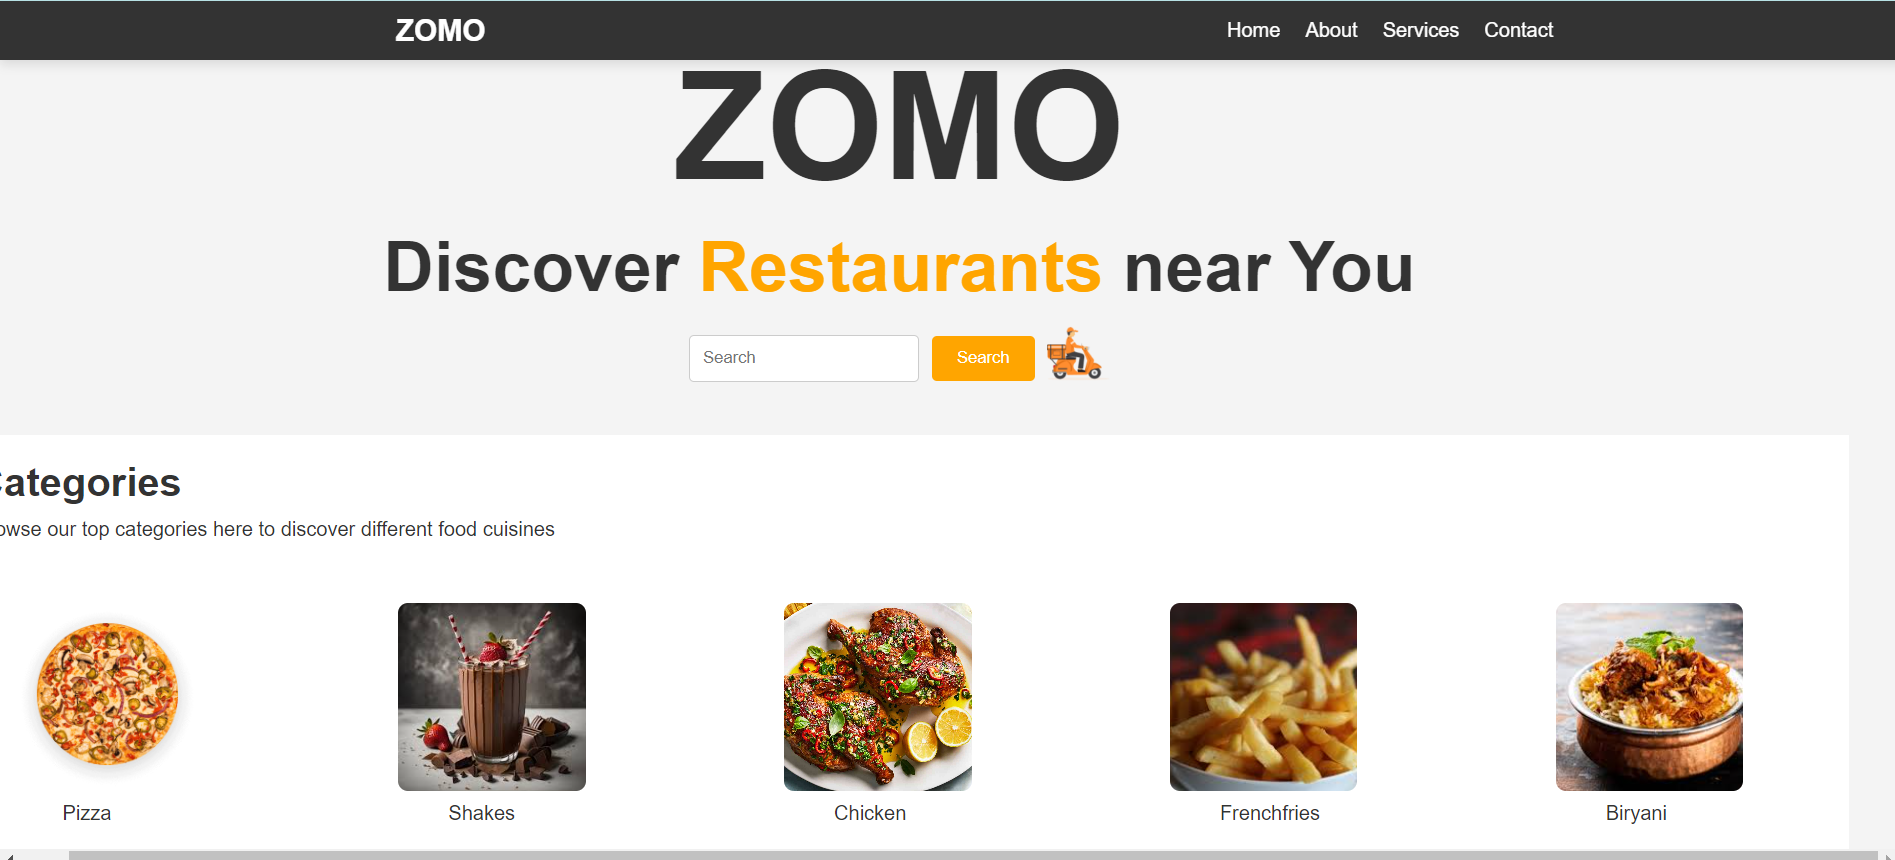 ZOMO Home About Services Contact
ZOMO
Discover Restaurants near You
Search Search
ategories
owse our top categories here to discover different food cuisines
Pizza Shakes Chicken Frenchfries Biryani